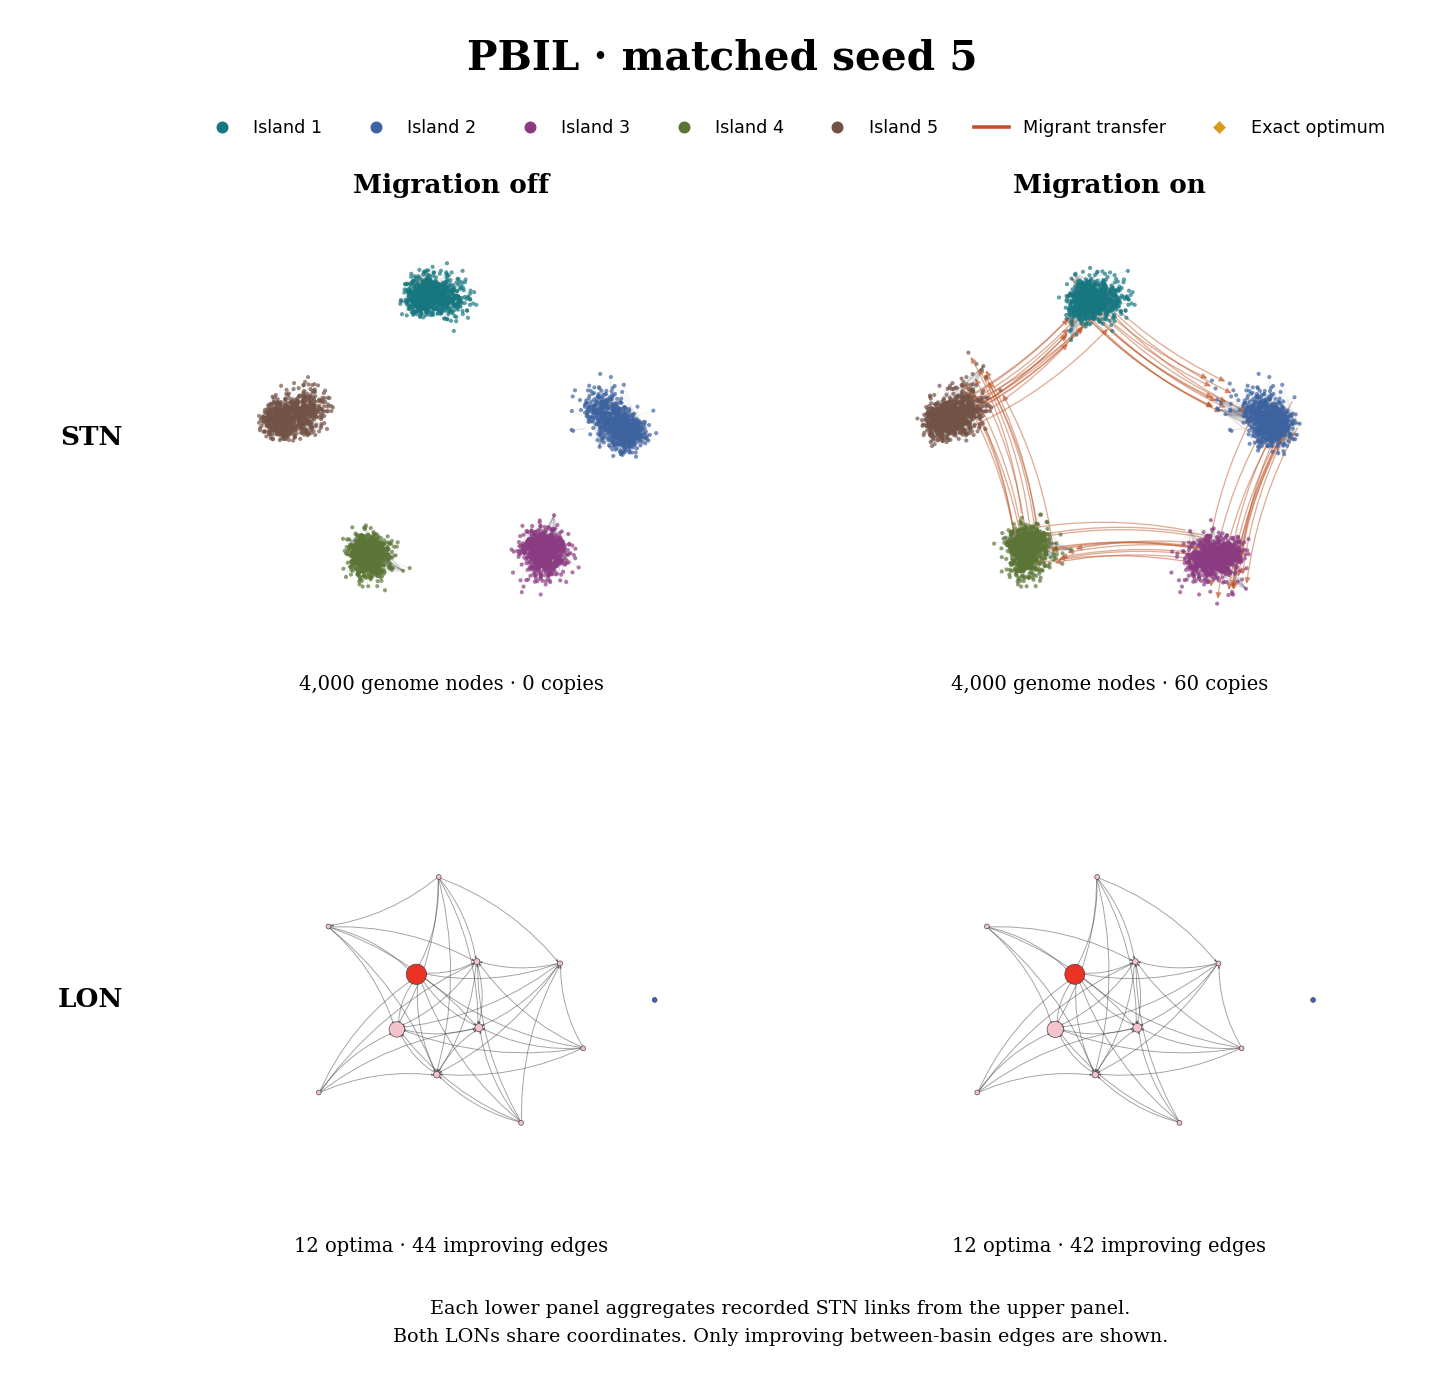 PBIL · matched seed 5
Island 1
Island 2
Island 3
Island 4
Island 5
Migrant transfer
Exact optimum
Migration off
Migration on
STN
4,000 genome nodes · 0 copies
4,000 genome nodes · 60 copies
LON
12 optima · 44 improving edges
12 optima · 42 improving edges
Each lower panel aggregates recorded STN links from the upper panel.
Both LONs share coordinates. Only improving between-basin edges are shown.